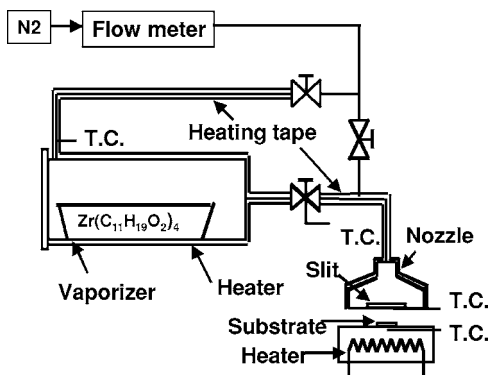 N2
Flow meter
Heating tape
T.C.
Zr(C₁₁H₁₉O₂)₄
T.C.
Nozzle
Vaporizer
Heater
Slit
T.C.
Substrate
T.C.
Heater